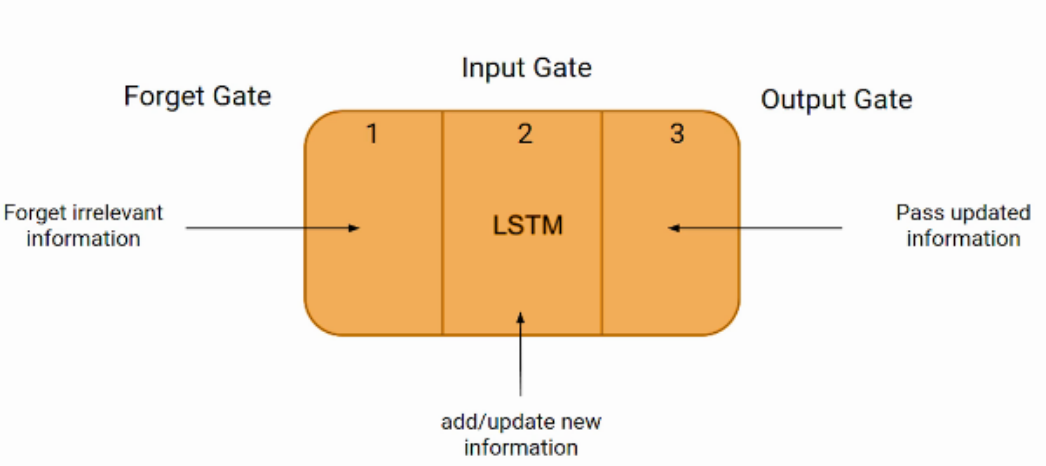 Input Gate
Forget Gate
Output Gate
1
2
3
LSTM
Forget irrelevant
information
Pass updated
information
add/update new
information